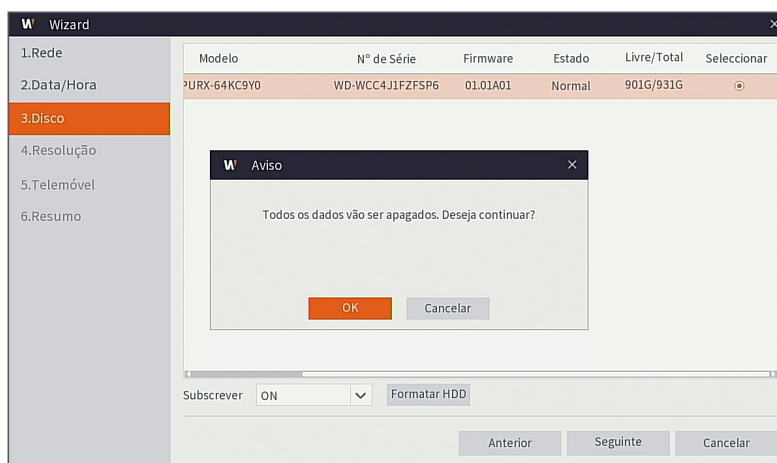 Wizard
1.Rede
2.Data/Hora
3.Disco
4.Resolução
5.Telemóvel
6.Resumo
Modelo Nº de Série Firmware Estado Livre/Total Seleccionar
PURX-64KC9Y0 WD-WCC4J1FZFSP6 01.01A01 Normal 901G/931G
Aviso
Todos os dados vão ser apagados. Deseja continuar?
OK Cancelar
Subscrever ON Formatar HDD
Anterior Seguinte Cancelar